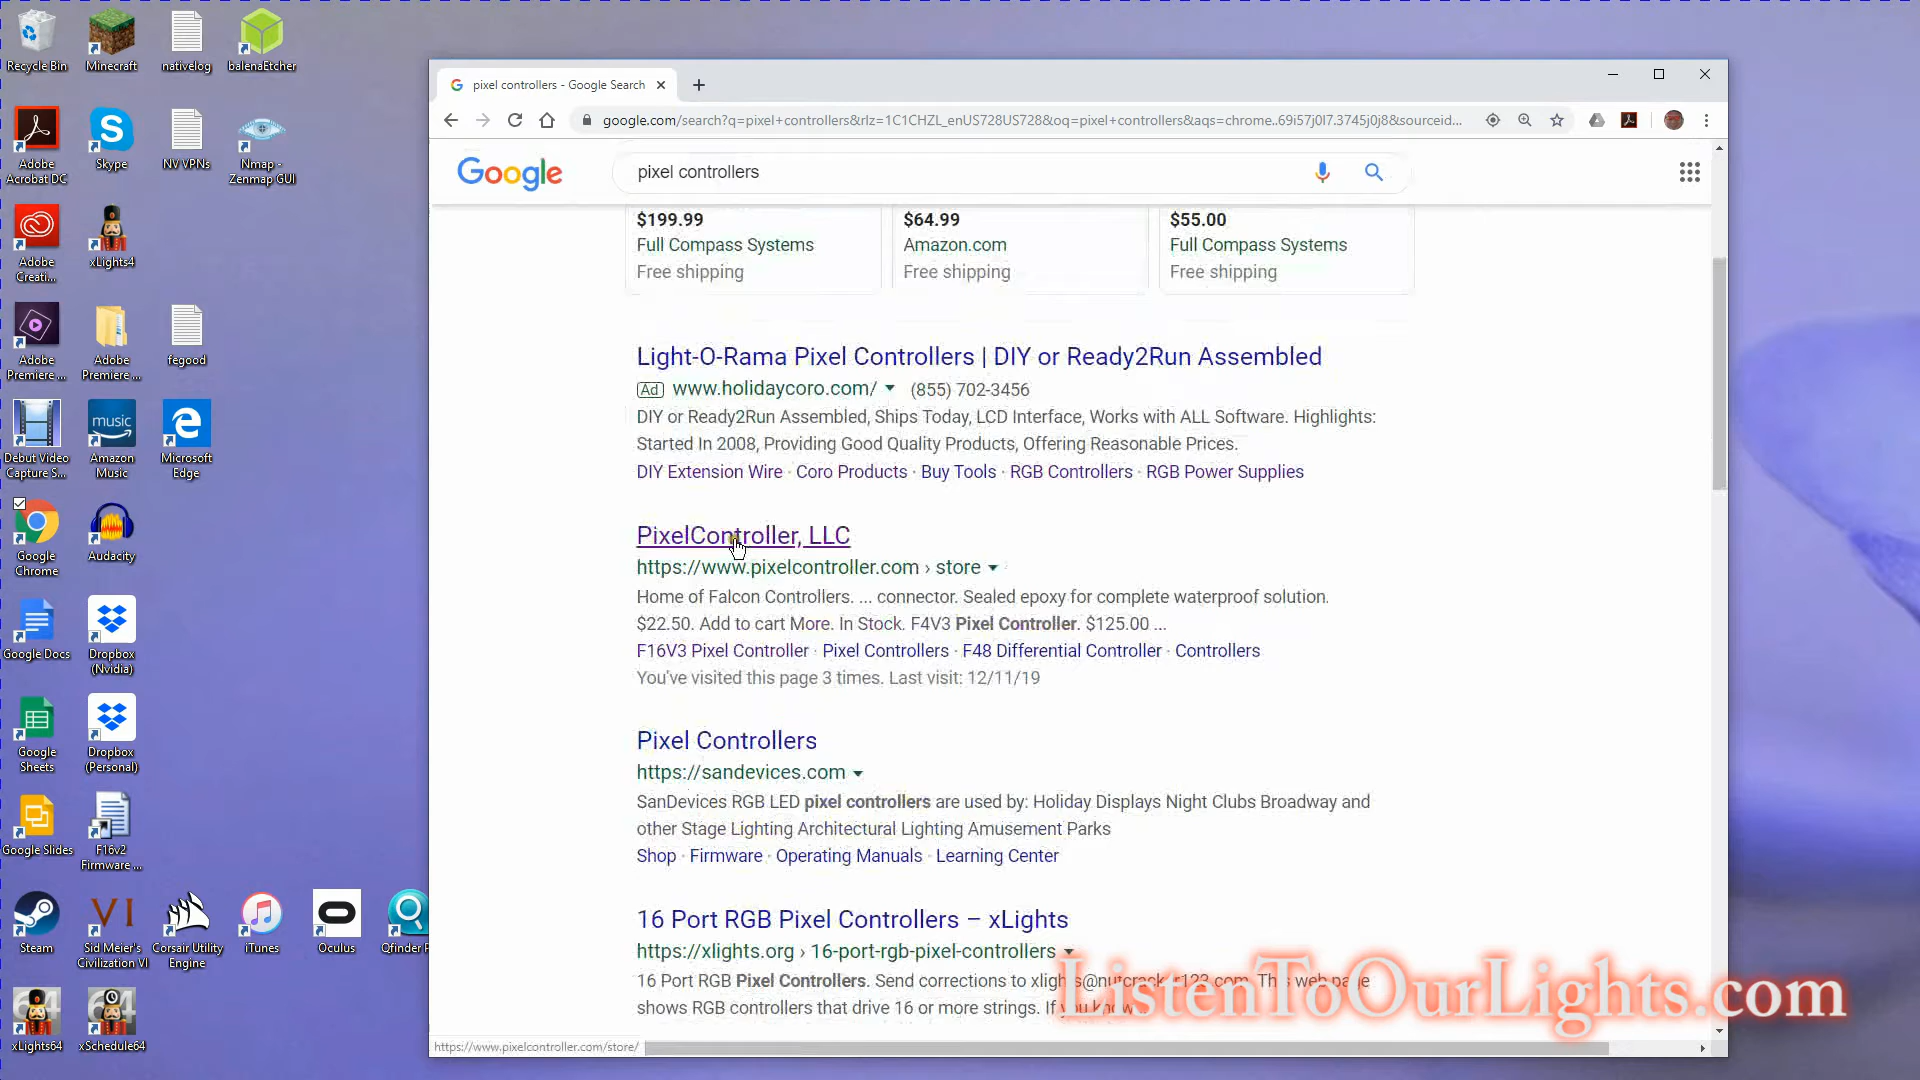 Recycle Bin
Minecraft
nativelog
balenaEtcher
Adobe
Acrobat DC
Skype
NV VPNs
Nmap -
Zenmap GUI
Adobe
Creati...
xLights4
Adobe
Premiere ...
Adobe
Premiere ...
fegood
Debut Video
Capture S...
music
Amazon
Music
Microsoft
Edge
Google
Chrome
Audacity
Google Docs
Dropbox
(Nvidia)
Google
Sheets
Dropbox
(Personal)
Google Slides
F16v2
Firmware ...
Steam
VI
Sid Meier's
Civilization VI
Corsair Utility
Engine
iTunes
Oculus
Qfinder P
64
xLights64
64
xSchedule64
pixel controllers - Google Search
google.com/search?q=pixel+controllers&rlz=1C1CHZL_enUS728US728&oq=pixel+controllers&aqs=chrome..69i57j0l7.3745j0j8&sourceid...
Google
pixel controllers
$199.99
Full Compass Systems
Free shipping
$64.99
Amazon.com
Free shipping
$55.00
Full Compass Systems
Free shipping
Light-O-Rama Pixel Controllers | DIY or Ready2Run Assembled
Ad www.holidaycoro.com/ (855) 702-3456
DIY or Ready2Run Assembled, Ships Today, LCD Interface, Works with ALL Software. Highlights:
Started In 2008, Providing Good Quality Products, Offering Reasonable Prices.
DIY Extension Wire · Coro Products · Buy Tools · RGB Controllers · RGB Power Supplies
PixelController, LLC
https://www.pixelcontroller.com › store
Home of Falcon Controllers. ... connector. Sealed epoxy for complete waterproof solution.
$22.50. Add to cart More. In Stock. F4V3 Pixel Controller. $125.00 ...
F16V3 Pixel Controller · Pixel Controllers · F48 Differential Controller · Controllers
You've visited this page 3 times. Last visit: 12/11/19
Pixel Controllers
https://sandevices.com
SanDevices RGB LED pixel controllers are used by: Holiday Displays Night Clubs Broadway and
other Stage Lighting Architectural Lighting Amusement Parks
Shop · Firmware · Operating Manuals · Learning Center
16 Port RGB Pixel Controllers – xLights
https://xlights.org › 16-port-rgb-pixel-controllers
16 Port RGB Pixel Controllers. Send corrections to xlights@nutcracker123.com. This web page
shows RGB controllers that drive 16 or more strings. If you know...
ListenToOurLights.com
https://www.pixelcontroller.com/store/